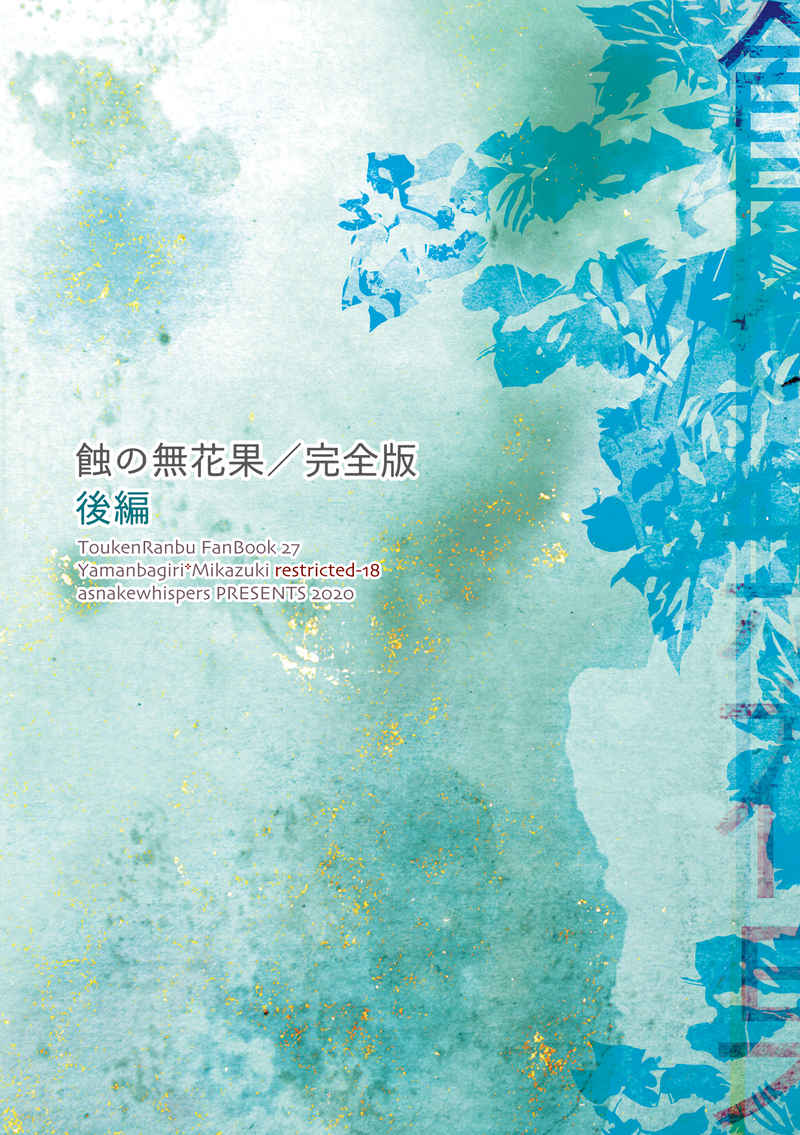 蝕の無花果／完全版
後編
ToukenRanbu FanBook 27
Yamanbagiri*Mikazuki restricted-18
asnakewhispers PRESENTS 2020